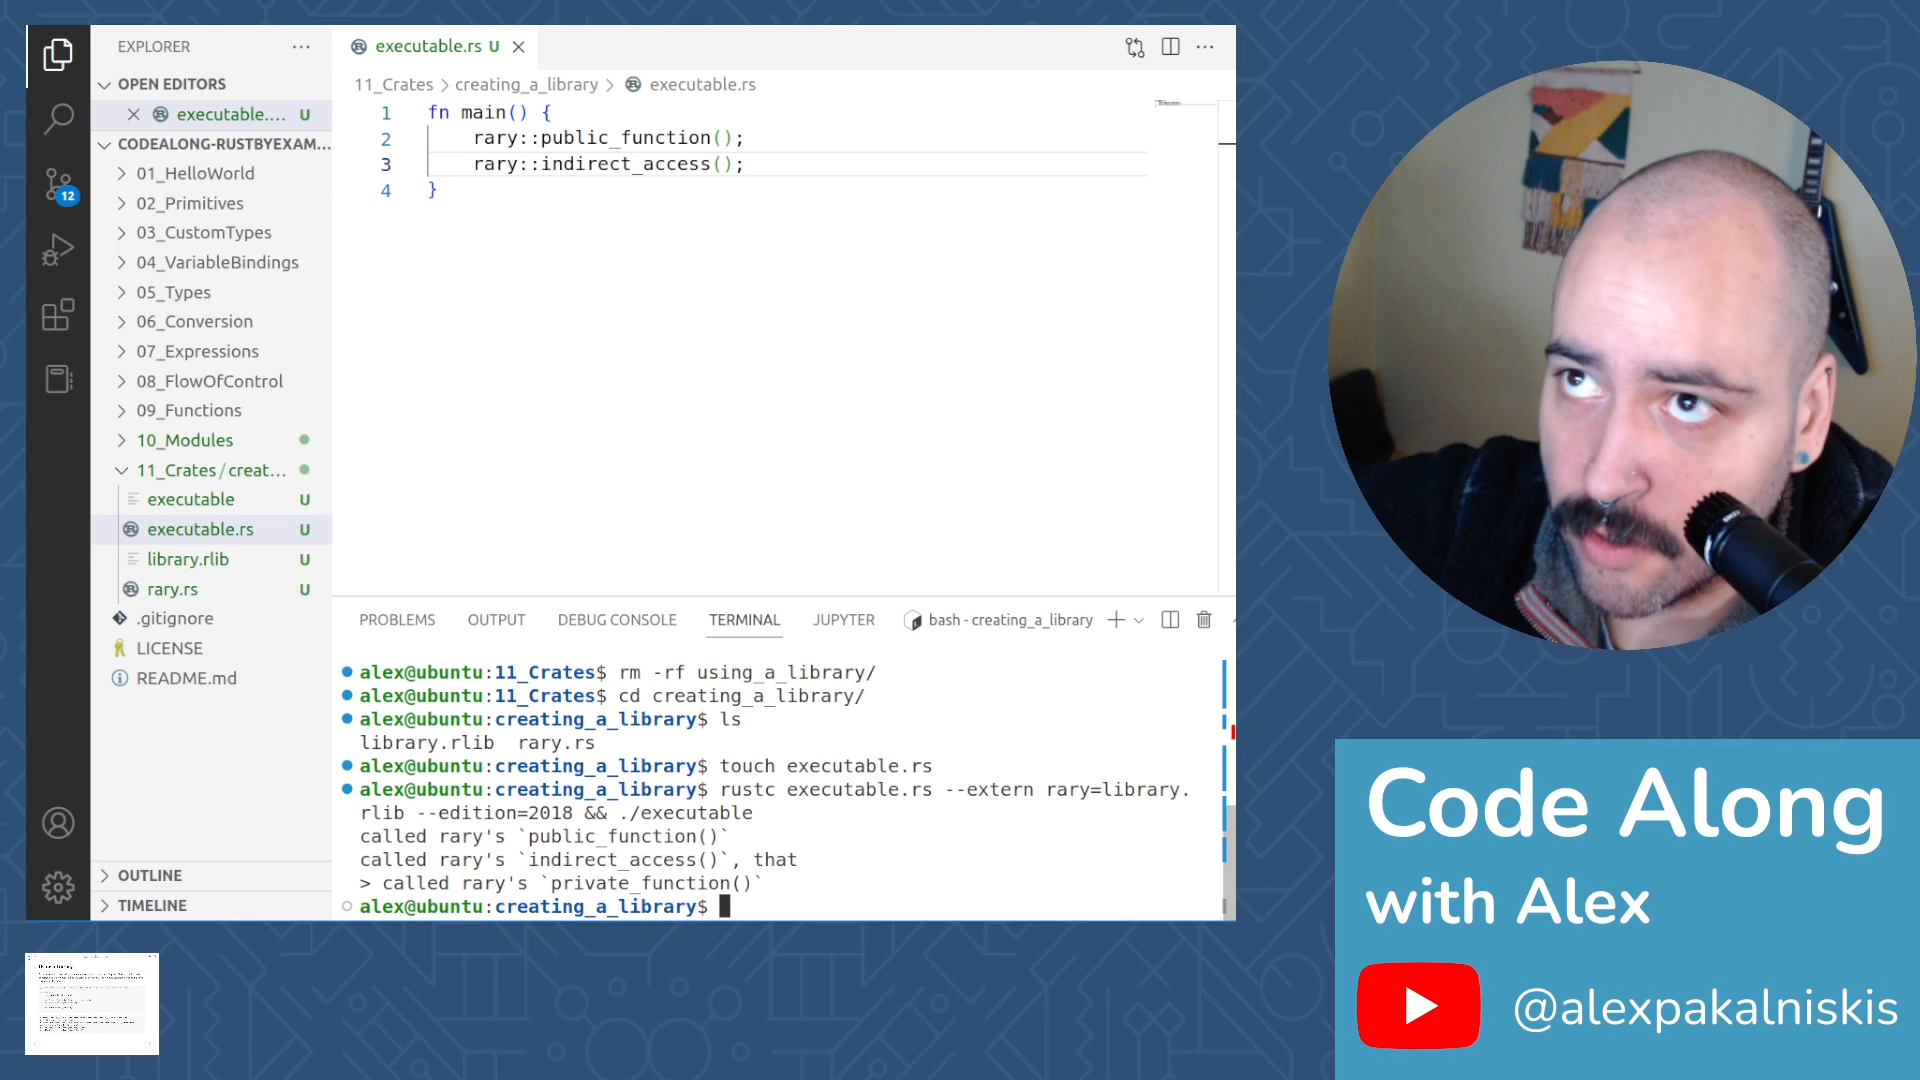 EXPLORER
OPEN EDITORS
executable.... U
CODEALONG-RUSTBYEXAM...
01_HelloWorld
02_Primitives
03_CustomTypes
04_VariableBindings
05_Types
06_Conversion
07_Expressions
08_FlowOfControl
09_Functions
10_Modules
11_Crates/creat...
executable U
executable.rs U
library.rlib U
rary.rs U
.gitignore
LICENSE
README.md
OUTLINE
TIMELINE
12
executable.rs U
11_Crates > creating_a_library > executable.rs
1 fn main() {
2 rary::public_function();
3 rary::indirect_access();
4 }
PROBLEMS OUTPUT DEBUG CONSOLE TERMINAL JUPYTER bash - creating_a_library
alex@ubuntu:11_Crates$ rm -rf using_a_library/
alex@ubuntu:11_Crates$ cd creating_a_library/
alex@ubuntu:creating_a_library$ ls
library.rlib rary.rs
alex@ubuntu:creating_a_library$ touch executable.rs
alex@ubuntu:creating_a_library$ rustc executable.rs --extern rary=library.
rlib --edition=2018 && ./executable
called rary's `public_function()`
called rary's `indirect_access()`, that
> called rary's `private_function()`
alex@ubuntu:creating_a_library$
Code Along
with Alex
@alexpakalniskis